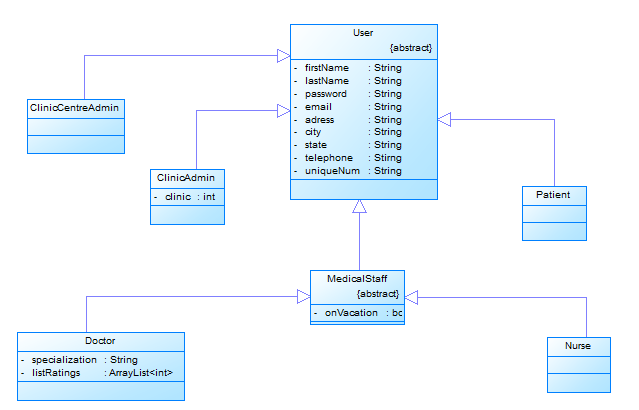 User
{abstract}
- firstName : String
- lastName : String
- password : String
- email : String
- adress : String
- city : String
- state : String
- telephone : String
- uniqueNum : String
ClinicCentreAdmin
ClinicAdmin
- clinic : int
Patient
MedicalStaff
{abstract}
- onVacation : bc
Doctor
- specialization : String
- listRatings : ArrayList<int>
Nurse